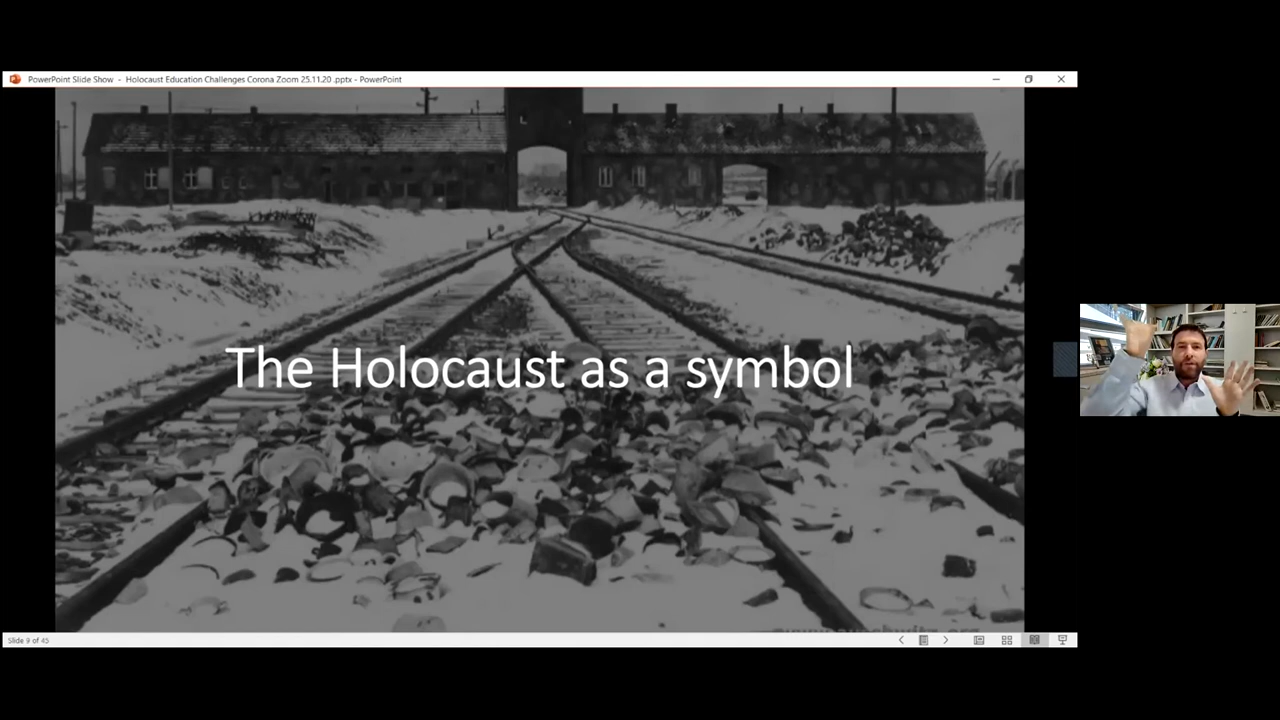 PowerPoint Slide Show - Holocaust Education Challenges Corona Zoom 25.11.20 .pptx - PowerPoint
The Holocaust as a symbol
Slide 9 of 45